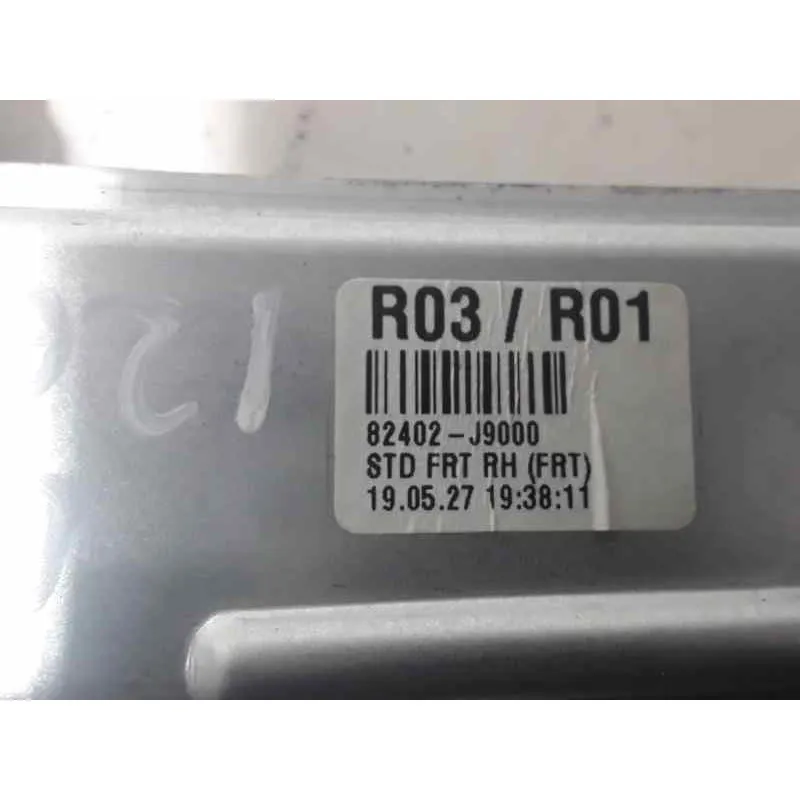 R03 / R01
82402-J9000
STD FRT RH (FRT)
19.05.27 19:38:11